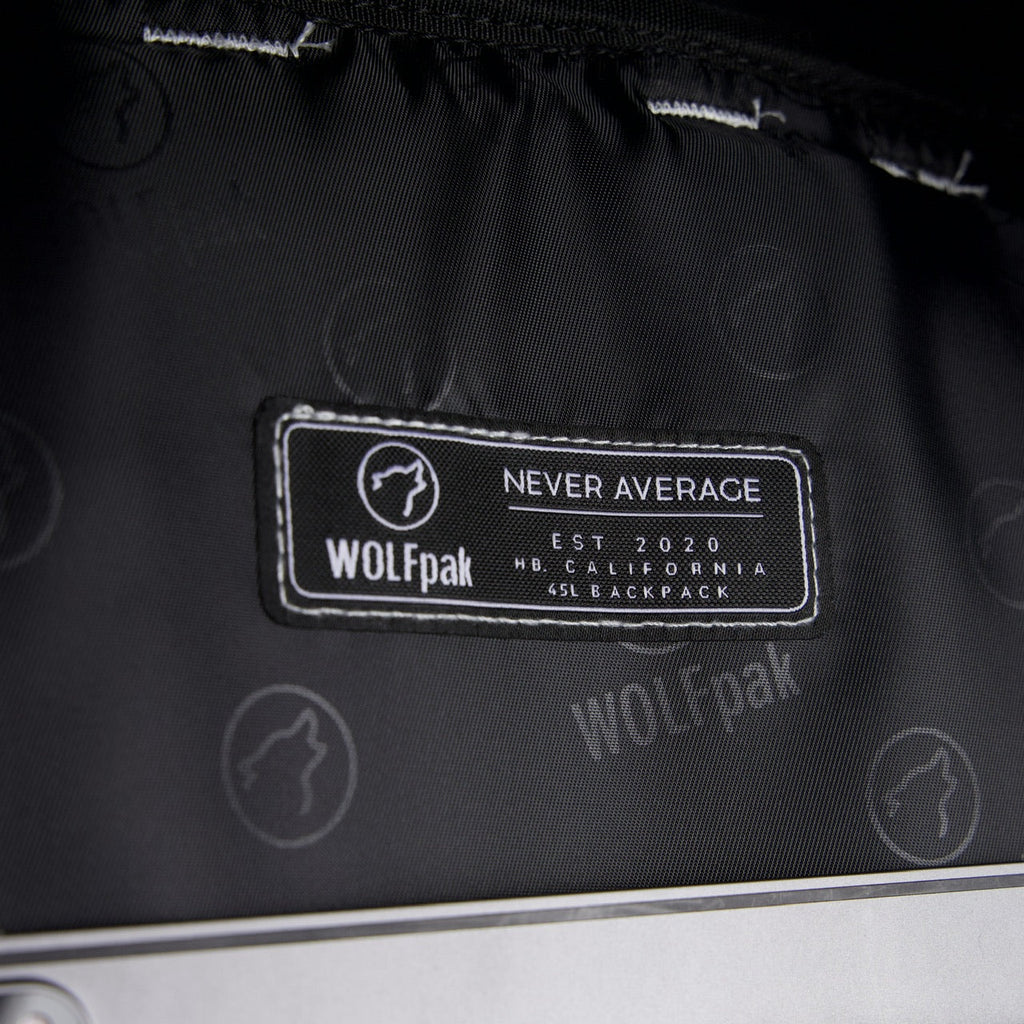 WOLFpak
NEVER AVERAGE
EST 2020
HB. CALIFORNIA
45L BACKPACK
WOLFpak